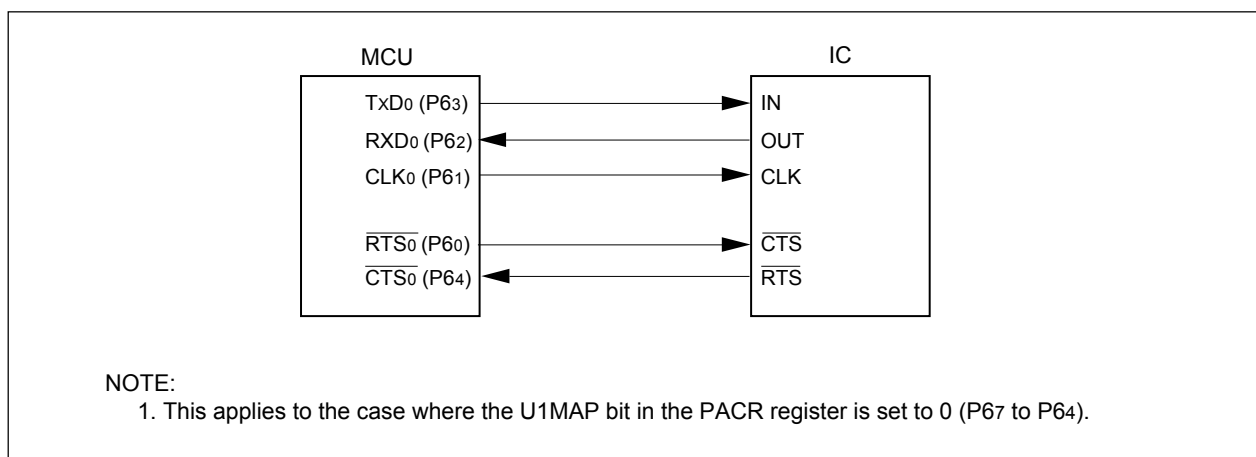 MCU IC
TxD0 (P63) IN
RXD0 (P62) OUT
CLK0 (P61) CLK
RTS0 (P60) CTS
CTS0 (P64) RTS
NOTE:
1. This applies to the case where the U1MAP bit in the PACR register is set to 0 (P67 to P64).